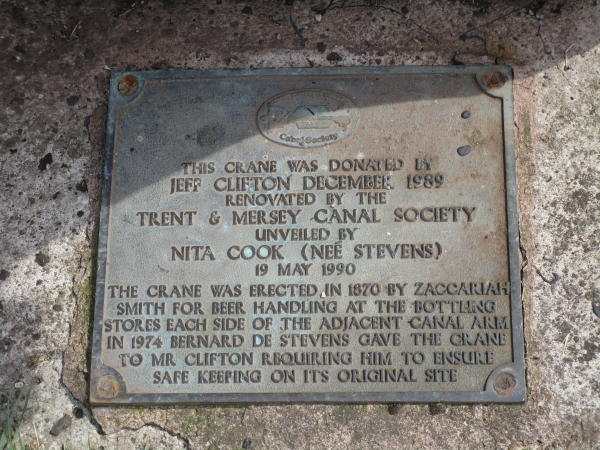 Canal Society
THIS CRANE WAS DONATED BY
JEFF CLIFTON DECEMBER 1989
RENOVATED BY THE
TRENT & MERSEY CANAL SOCIETY
UNVEILED BY
NITA COOK (NEÉ STEVENS)
19 MAY 1990
THE CRANE WAS ERECTED IN 1870 BY ZACCARIAH
SMITH FOR BEER HANDLING AT THE BOTTLING
STORES EACH SIDE OF THE ADJACENT CANAL ARM
IN 1974 BERNARD DE STEVENS GAVE THE CRANE
TO MR CLIFTON REQUIRING HIM TO ENSURE
SAFE KEEPING ON ITS ORIGINAL SITE